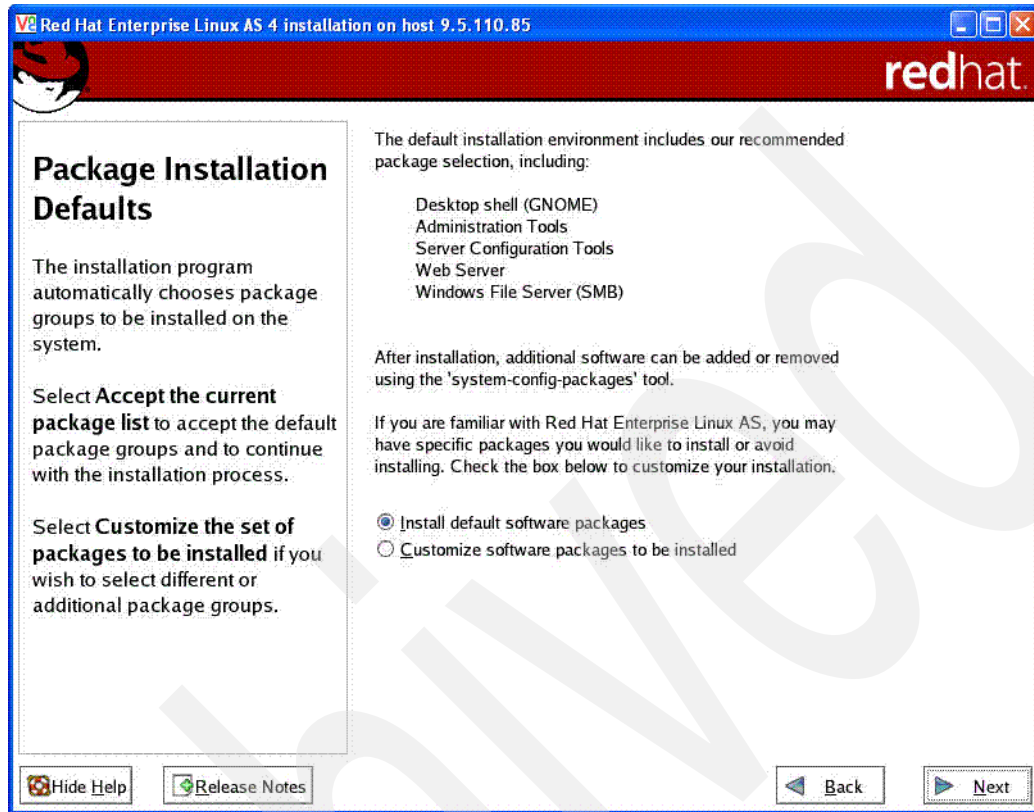 Red Hat Enterprise Linux AS 4 installation on host 9.5.110.85
redhat.
Package Installation
Defaults
The installation program
automatically chooses package
groups to be installed on the
system.
Select Accept the current
package list to accept the default
package groups and to continue
with the installation process.
Select Customize the set of
packages to be installed if you
wish to select different or
additional package groups.
The default installation environment includes our recommended
package selection, including:
Desktop shell (GNOME)
Administration Tools
Server Configuration Tools
Web Server
Windows File Server (SMB)
After installation, additional software can be added or removed
using the 'system-config-packages' tool.
If you are familiar with Red Hat Enterprise Linux AS, you may
have specific packages you would like to install or avoid
installing. Check the box below to customize your installation.
Install default software packages
Customize software packages to be installed
Hide Help
Release Notes
Back
Next